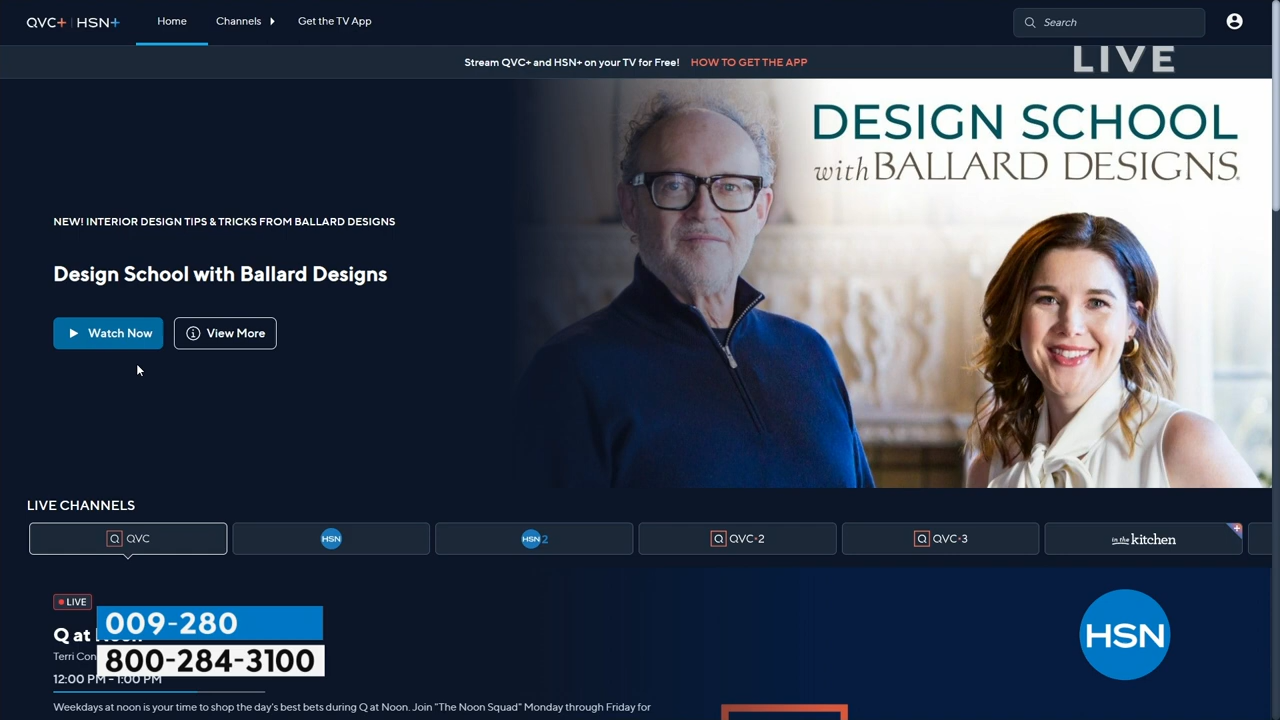 QVC+ | HSN+
Home
Channels
Get the TV App
Search
Stream QVC+ and HSN+ on your TV for Free!
HOW TO GET THE APP
LIVE
DESIGN SCHOOL
with BALLARD DESIGNS®
NEW! INTERIOR DESIGN TIPS & TRICKS FROM BALLARD DESIGNS
Design School with Ballard Designs
Watch Now
View More
LIVE CHANNELS
Q QVC
HSN
HSN 2
Q QVC·2
Q QVC·3
in the kitchen
LIVE
009-280
Q at Noon
800-284-3100
Terri
12:00 PM - 1:00 PM
HSN
Weekdays at noon is your time to shop the day's best bets during Q at Noon. Join "The Noon Squad" Monday through Friday for